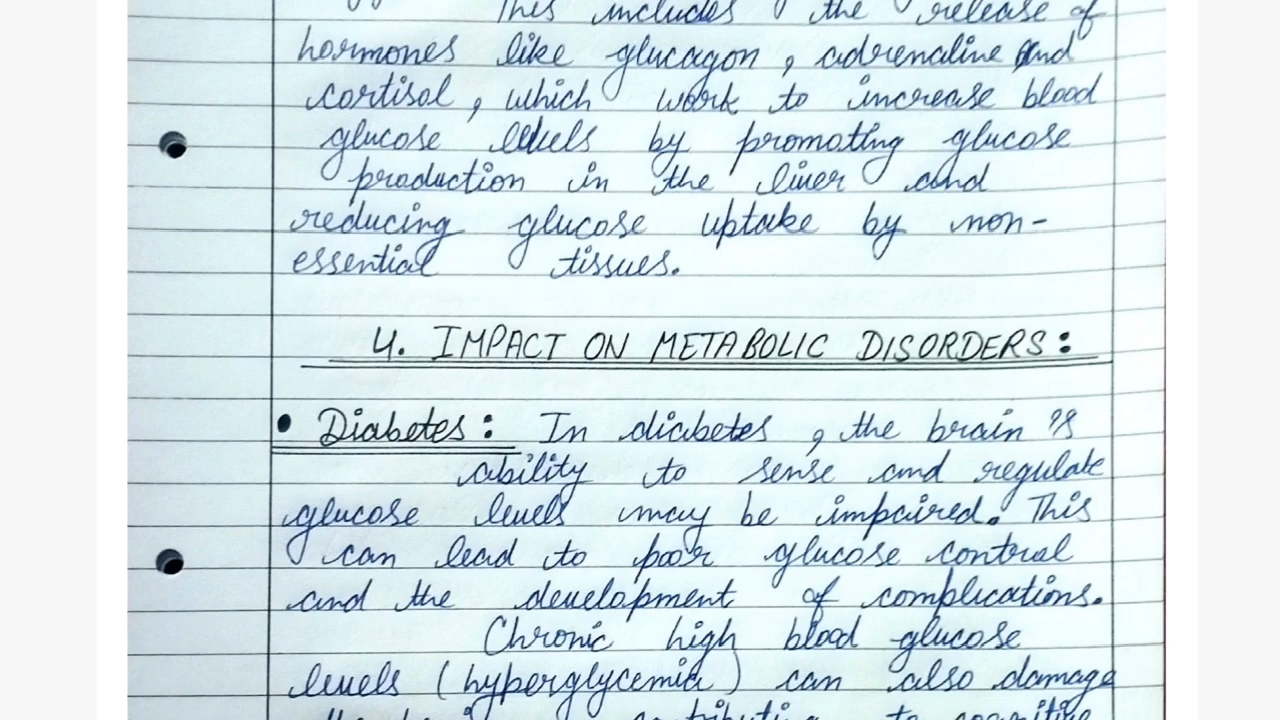 This includes the release of
hormones like glucagon, adrenaline and
cortisol, which work to increase blood
glucose levels by promoting glucose
production in the liver and
reducing glucose uptake by non-
essential tissues.
4. IMPACT ON METABOLIC DISORDERS:
• Diabetes: In diabetes, the brain's
ability to sense and regulate
glucose levels may be impaired. This
can lead to poor glucose control
and the development of complications.
Chronic high blood glucose
levels (hyperglycemia) can also damage
contributing to cognitive